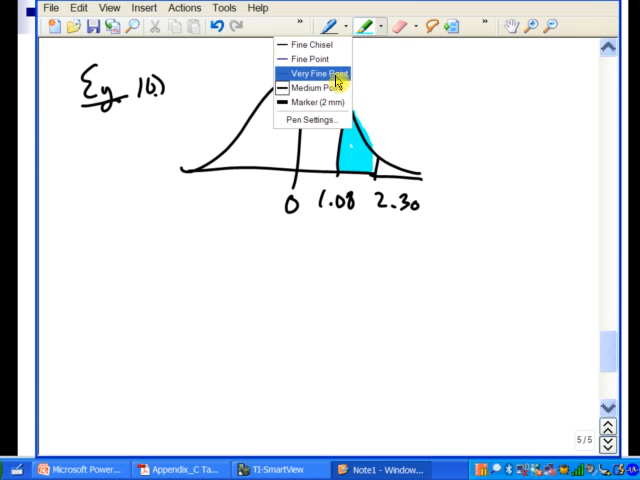 File Edit View Insert Actions Tools Help
Fine Chisel
Fine Point
Very Fine Point
Medium Point
Marker (2 mm)
Pen Settings...
Eg. 10)
0 1.08 2.30
5/5
Microsoft Power... Appendix_C Ta... TI-SmartView Note1 - Window...